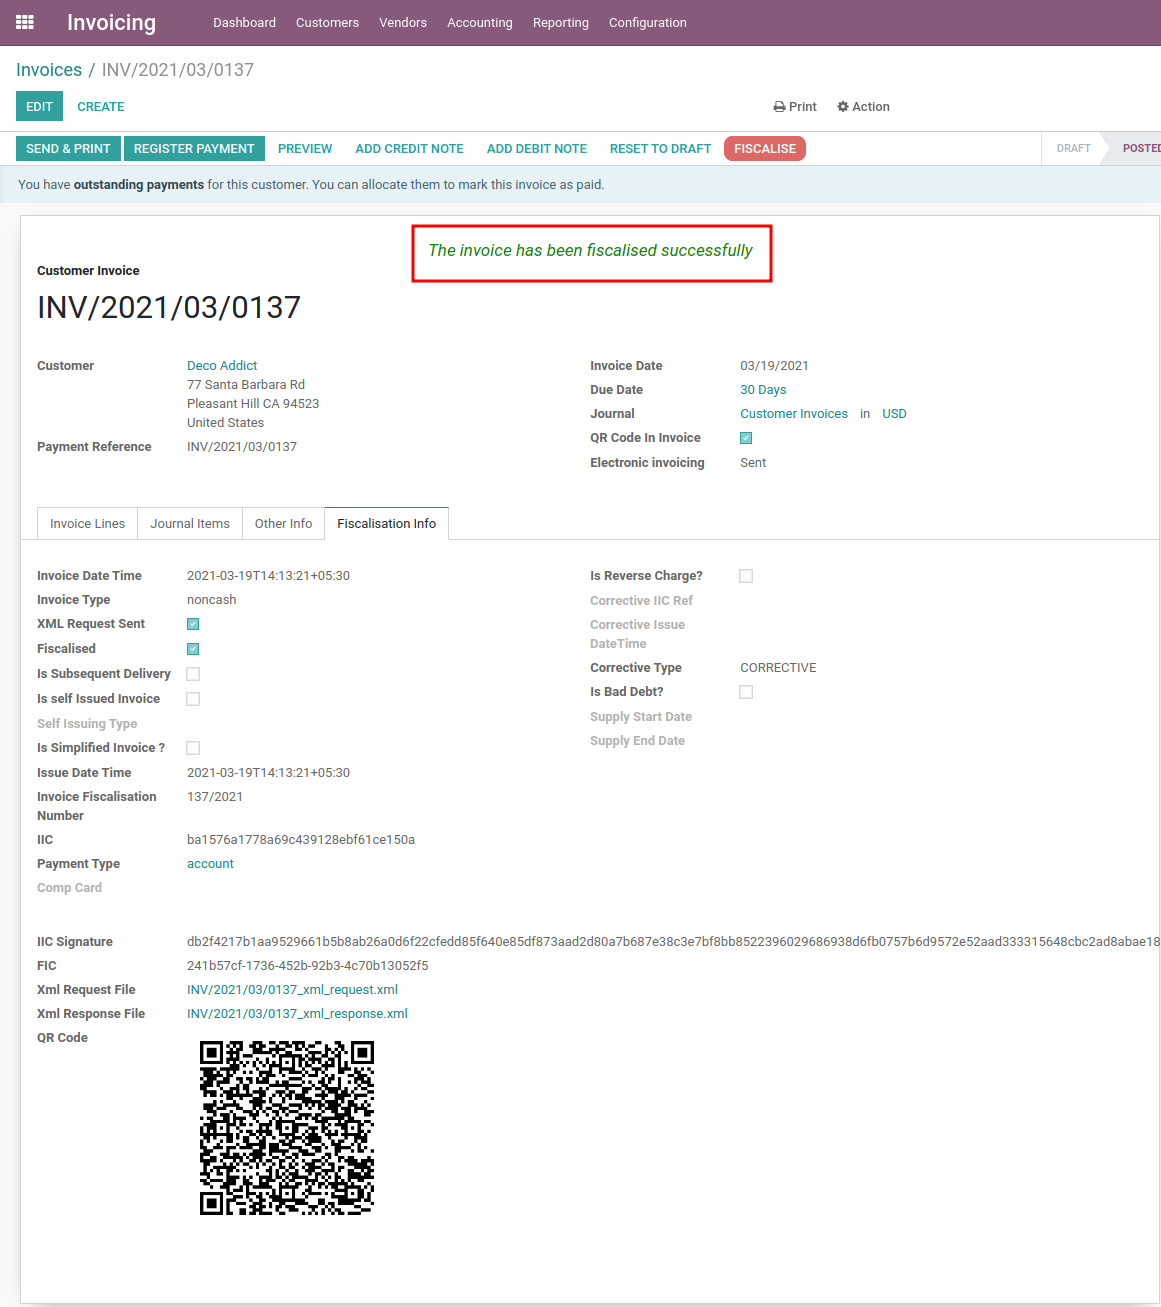 Invoicing Dashboard Customers Vendors Accounting Reporting Configuration
Invoices / INV/2021/03/0137
EDIT CREATE Print Action
SEND & PRINT REGISTER PAYMENT PREVIEW ADD CREDIT NOTE ADD DEBIT NOTE RESET TO DRAFT FISCALISE DRAFT POSTED
You have outstanding payments for this customer. You can allocate them to mark this invoice as paid.
The invoice has been fiscalised successfully
Customer Invoice
INV/2021/03/0137
Customer Deco Addict
77 Santa Barbara Rd
Pleasant Hill CA 94523
United States
Payment Reference INV/2021/03/0137
Invoice Date 03/19/2021
Due Date 30 Days
Journal Customer Invoices in USD
QR Code In Invoice
Electronic invoicing Sent
Invoice Lines Journal Items Other Info Fiscalisation Info
Invoice Date Time 2021-03-19T14:13:21+05:30
Invoice Type noncash
XML Request Sent
Fiscalised
Is Subsequent Delivery
Is self Issued Invoice
Self Issuing Type
Is Simplified Invoice ?
Issue Date Time 2021-03-19T14:13:21+05:30
Invoice Fiscalisation 137/2021
Number
IIC ba1576a1778a69c439128ebf61ce150a
Payment Type account
Comp Card
Is Reverse Charge?
Corrective IIC Ref
Corrective Issue
DateTime
Corrective Type CORRECTIVE
Is Bad Debt?
Supply Start Date
Supply End Date
IIC Signature db2f4217b1aa9529661b5b8ab26a0d6f22cfedd85f640e85df873aad2d80a7b687e38c3e7bf8bb8522396029686938d6fb0757b6d9572e52aad333315648cbc2ad8abae18
FIC 241b57cf-1736-452b-92b3-4c70b13052f5
Xml Request File INV/2021/03/0137_xml_request.xml
Xml Response File INV/2021/03/0137_xml_response.xml
QR Code